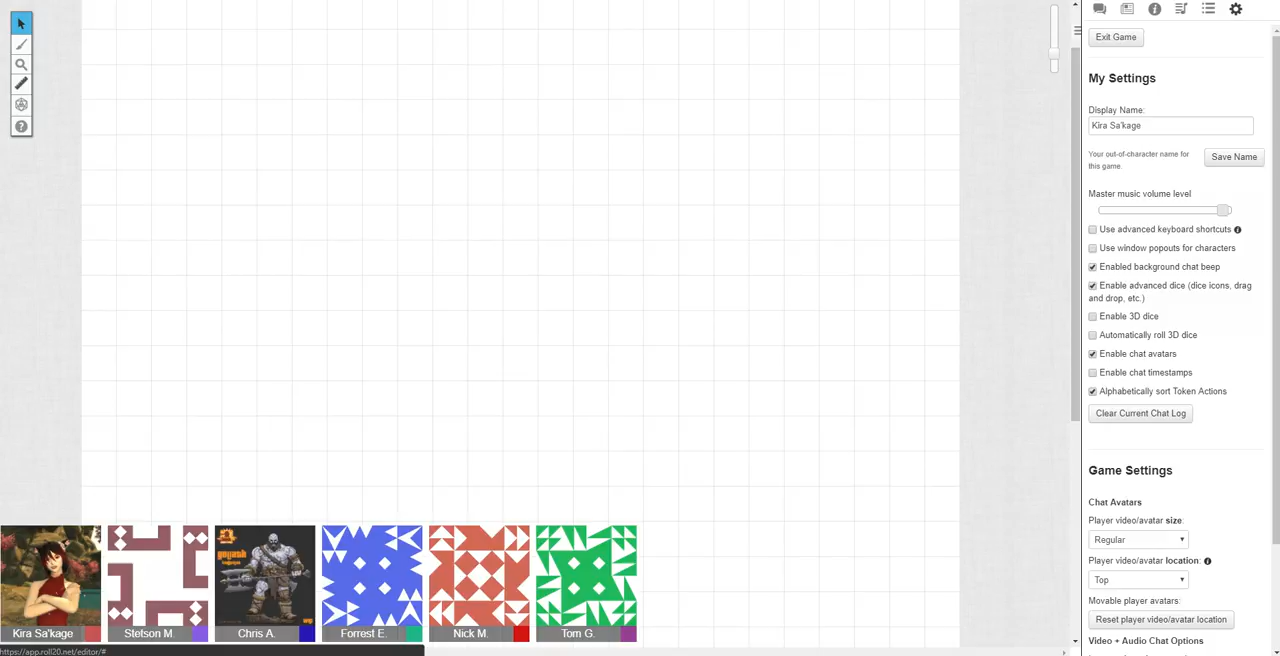 Exit Game
My Settings
Display Name:
Kira Sa'kage
Your out-of-character name for
this game.
Save Name
Master music volume level
Use advanced keyboard shortcuts
Use window popouts for characters
Enabled background chat beep
Enable advanced dice (dice icons, drag
and drop, etc.)
Enable 3D dice
Automatically roll 3D dice
Enable chat avatars
Enable chat timestamps
Alphabetically sort Token Actions
Clear Current Chat Log
Game Settings
Chat Avatars
Player video/avatar size:
Regular
Player video/avatar location:
Top
Movable player avatars:
Reset player video/avatar location
Video + Audio Chat Options
Kira Sa'kage
Stetson M.
Chris A.
Forrest E.
Nick M.
Tom G.
https://app.roll20.net/editor/#